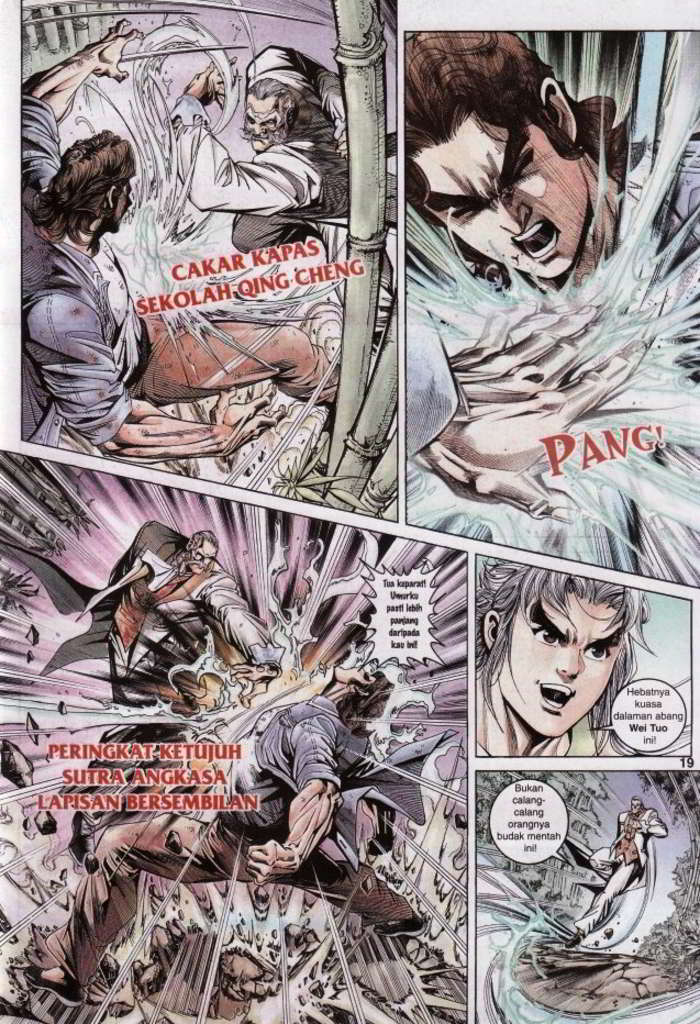 CAKAR KAPAS
SEKOLAH QING CHENG
PANG!
Tua keparat!
Umurku
pasti lebih
panjang
daripada
kau ini!
PERINGKAT KETUJUH
SUTRA ANGKASA
LAPISAN BERSEMBILAN
Hebatnya
kuasa
dalaman abang
Wei Tuo
ini!
19
Bukan
calang-
calang
orangnya
budak mentah
ini!